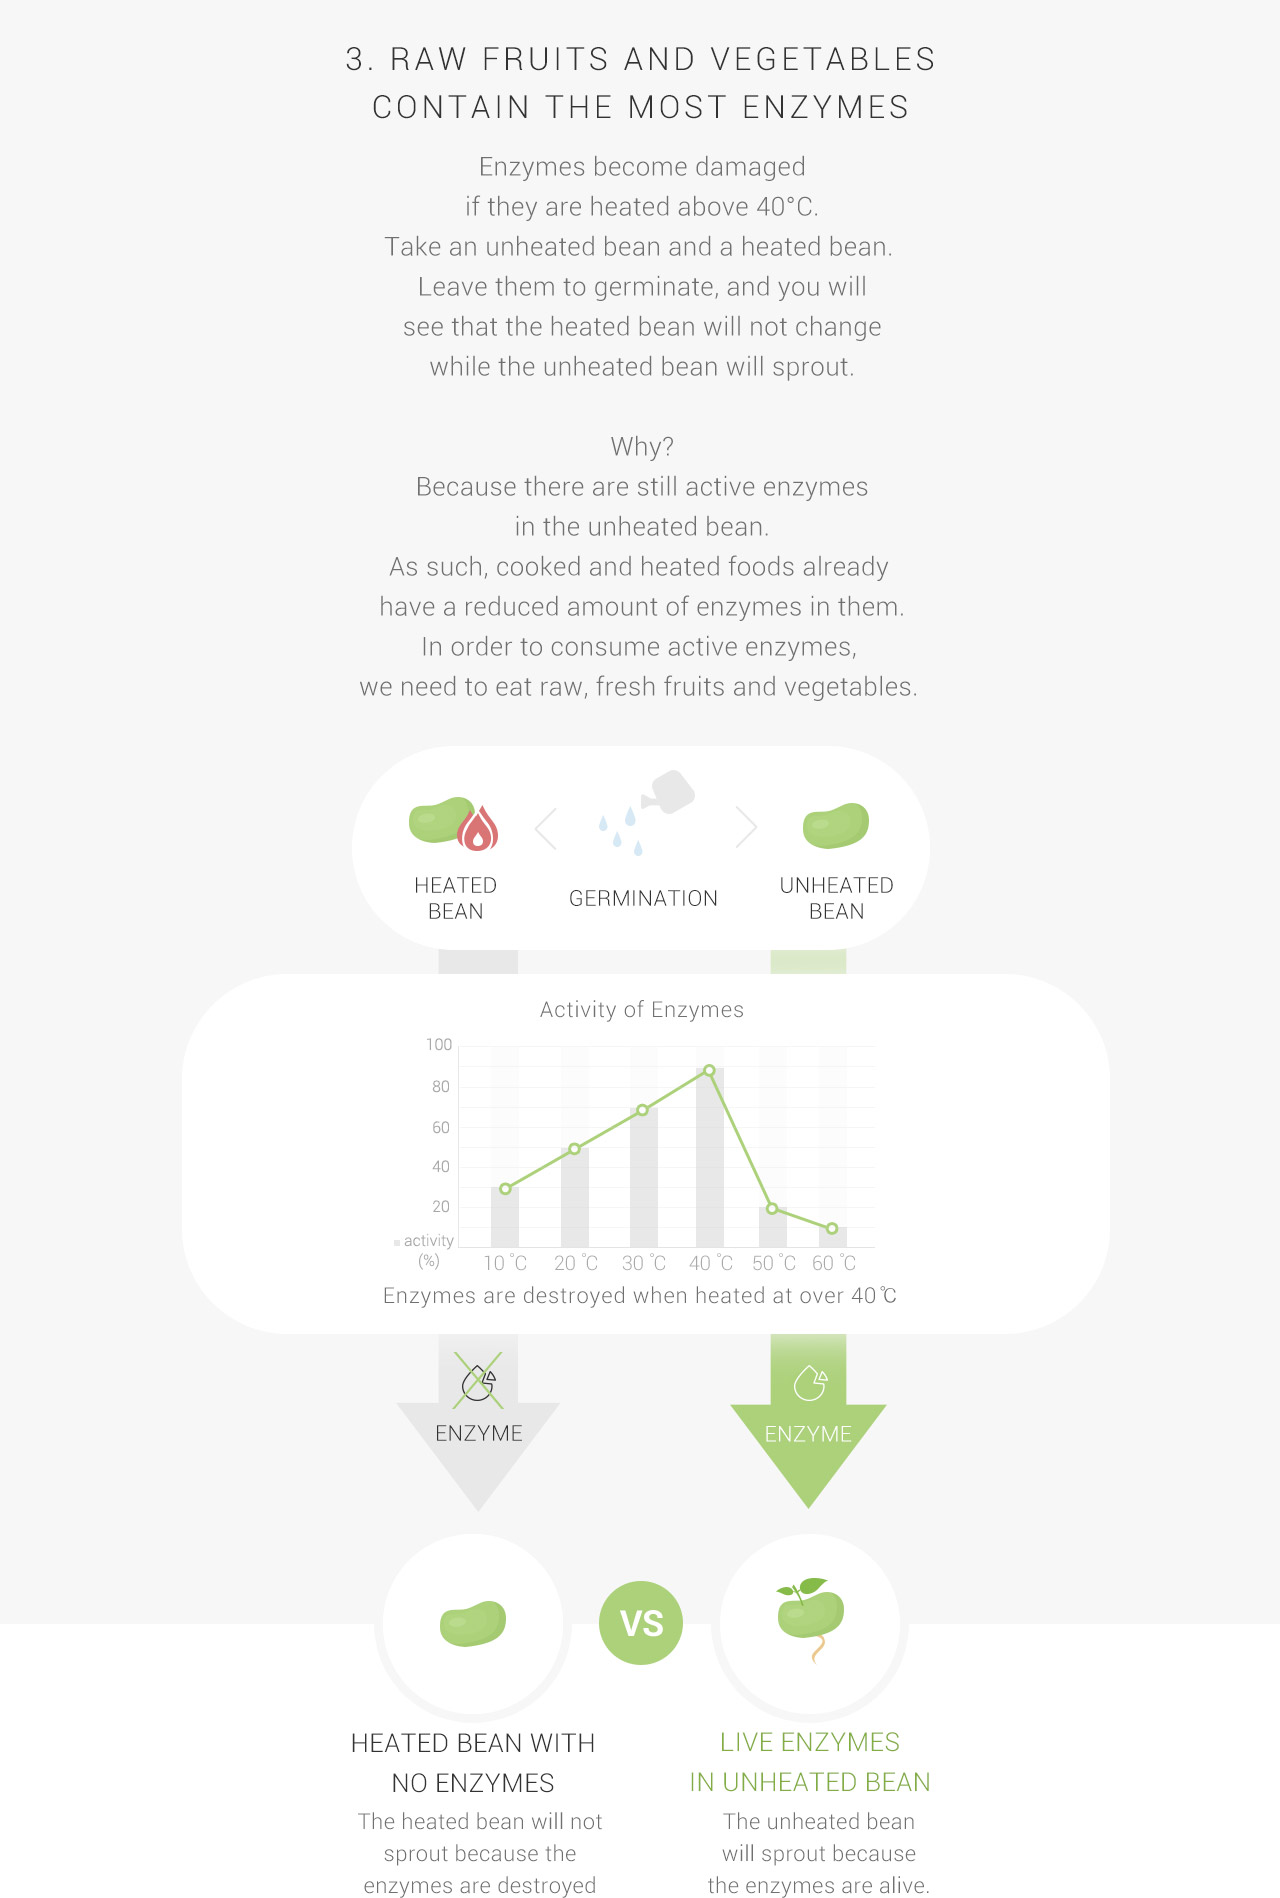 3. RAW FRUITS AND VEGETABLES
CONTAIN THE MOST ENZYMES
Enzymes become damaged
if they are heated above 40°C.
Take an unheated bean and a heated bean.
Leave them to germinate, and you will
see that the heated bean will not change
while the unheated bean will sprout.
Why?
Because there are still active enzymes
in the unheated bean.
As such, cooked and heated foods already
have a reduced amount of enzymes in them.
In order to consume active enzymes,
we need to eat raw, fresh fruits and vegetables.
HEATED
BEAN
GERMINATION
UNHEATED
BEAN
Activity of Enzymes
100
80
60
40
20
activity
(%)
10 °C 20 °C 30 °C 40 °C 50 °C 60 °C
Enzymes are destroyed when heated at over 40 °C
ENZYME
ENZYME
VS
HEATED BEAN WITH
NO ENZYMES
The heated bean will not
sprout because the
enzymes are destroyed
LIVE ENZYMES
IN UNHEATED BEAN
The unheated bean
will sprout because
the enzymes are alive.